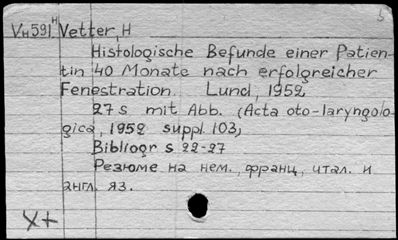 5
Vн591н Vetter, H
Histologische Befunde einer Patien-
tin 40 Monate nach erfolgreicher
Fenestration. Lund, 1952,
27 s mit Abb. (Acta oto-laryngolo-
gica, 1952 suppl 103,
Bibliogr s 22-27
Резюме на нем., франц, итал. и
англ. яз.
X+